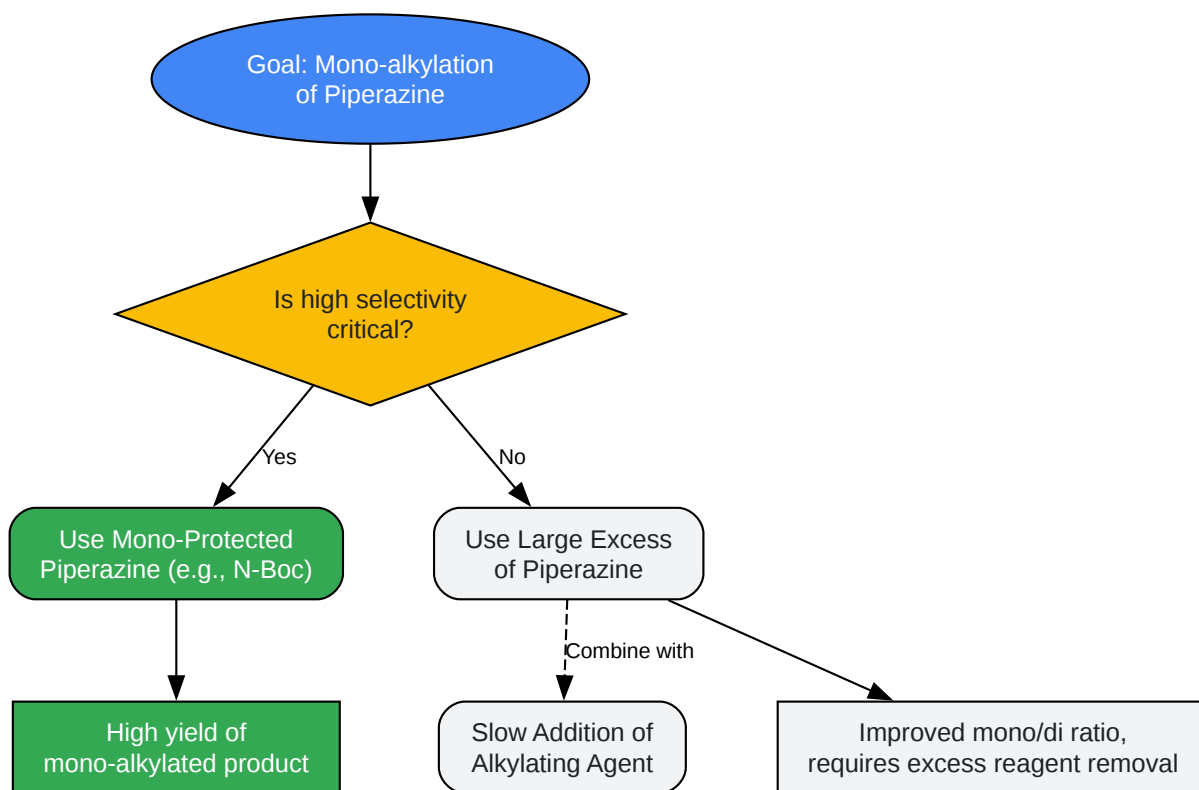 Goal: Mono-alkylation
of Piperazine
Is high selectivity
critical?
Yes
No
Use Mono-Protected
Piperazine (e.g., N-Boc)
Use Large Excess
of Piperazine
Combine with
High yield of
mono-alkylated product
Slow Addition of
Alkylating Agent
Improved mono/di ratio,
requires excess reagent removal